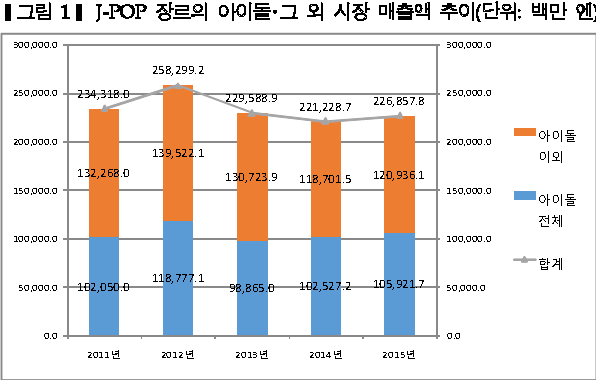 ▌그림 1▐ J-POP 장르의 아이돌·그 외 시장 매출액 추이(단위: 백만 엔)
300,000.0 300,000.0
258,299.2
250,000.0 234,318.0 229,588.9 221,228.7 226,857.8 250,000.0
200,000.0 200,000.0
139,522.1
132,268.0 130,723.9 118,701.5 120,936.1
150,000.0 150,000.0
100,000.0 100,000.0
118,777.1
102,050.0 98,865.0 102,527.2 105,921.7
50,000.0 50,000.0
0.0 0.0
2011년 2012년 2013년 2014년 2015년
아이돌
이외
아이돌
전체
합계